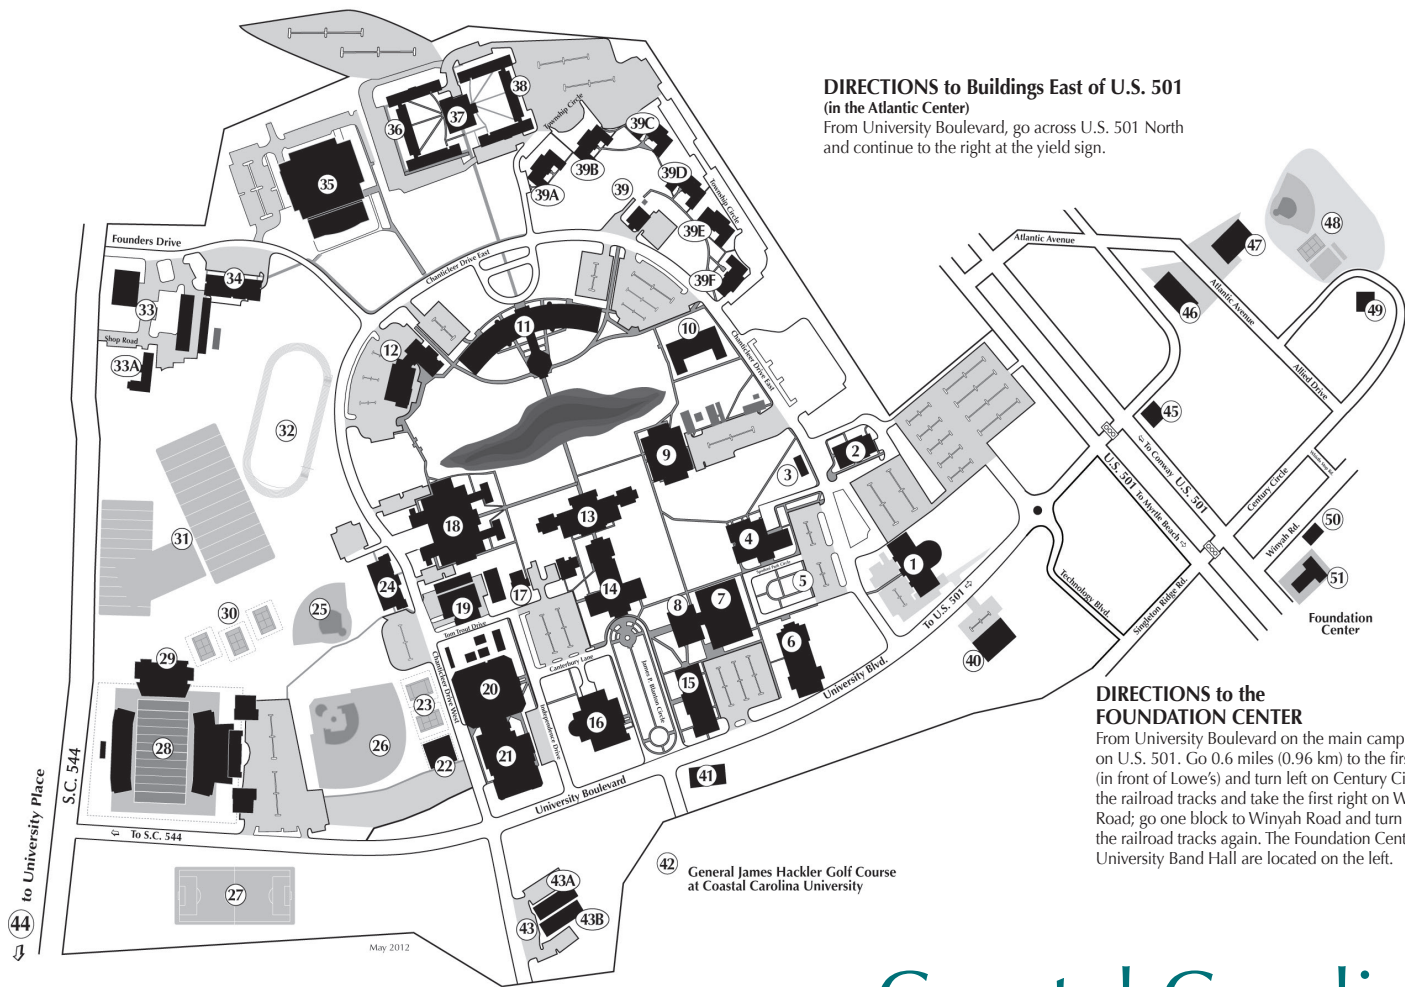 DIRECTIONS to Buildings East of U.S. 501
(in the Atlantic Center)
From University Boulevard, go across U.S. 501 North
and continue to the right at the yield sign.
38
37
36
35
Township Circle
39A
39B
39C
39D
39
39E
39F
Township Circle
Founders Drive
34
33
Shop Road
33A
Chanticleer Drive East
11
12
10
Chanticleer Drive East
32
31
30
9
3
2
18
13
4
14
17
24
19
Tom Trout Drive
25
29
28
26
23
22
20
21
8
7
5
6
1
15
16
Canterbury Lane
James P. Blanton Circle
Independence Drive
Chanticleer Drive West
University Boulevard
University Blvd.
To U.S. 501 ⇨
40
41
42
General James Hackler Golf Course
at Coastal Carolina University
43A
43
43B
27
May 2012
⇦ To S.C. 544
S.C. 544
to University Place
44
Atlantic Avenue
47
48
46
Atlantic Avenue
49
Allied Drive
45
⇦ To Conway U.S. 501
U.S. 501 To Myrtle Beach ⇨
Century Circle
Winyah Rd.
50
51
Foundation
Center
Technology Blvd.
Singleton Ridge Rd.
DIRECTIONS to the
FOUNDATION CENTER
From University Boulevard on the main camp
on U.S. 501. Go 0.6 miles (0.96 km) to the firs
(in front of Lowe's) and turn left on Century Ci
the railroad tracks and take the first right on W
Road; go one block to Winyah Road and turn
the railroad tracks again. The Foundation Cent
University Band Hall are located on the left.